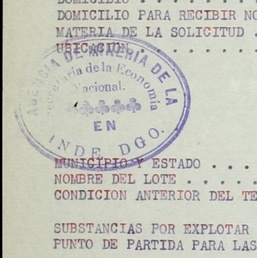 DOMICILIO . . . . . . . .
DOMICILIO PARA RECIBIR NO
MATERIA DE LA SOLICITUD .
UBICACION . . . . . . . .
AGENCIA DE MINERIA DE LA
Secretaría de la Economía
Nacional.
EN
INDE, DGO.
MUNICIPIO Y ESTADO . . . .
NOMBRE DEL LOTE . . . . .
CONDICION ANTERIOR DEL TE
SUBSTANCIAS POR EXPLOTAR
PUNTO DE PARTIDA PARA LAS